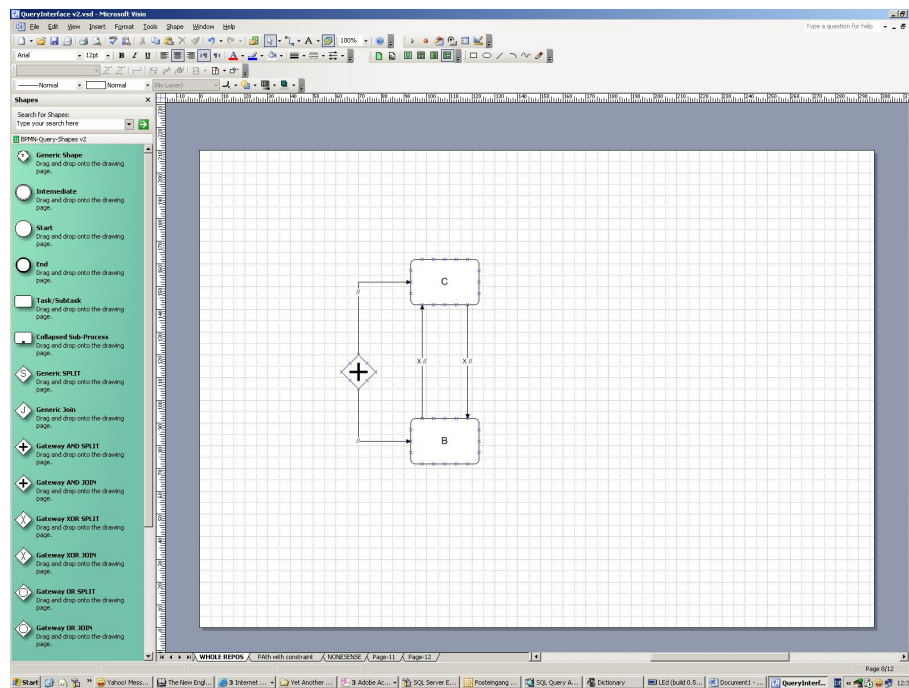 QueryInterface v2.vsd - Microsoft Visio
File Edit View Insert Format Tools Shape Window Help
Type a question for help
100%
Arial 12pt B I U
Normal Normal (No Layer)
Shapes
Search for Shapes:
Type your search here
BPMN-Query-Shapes v2
Generic Shape
Drag and drop onto the drawing
page.
Intemediate
Drag and drop onto the drawing
page.
Start
Drag and drop onto the drawing
page.
End
Drag and drop onto the drawing
page.
Task/Subtask
Drag and drop onto the drawing
page.
Collapsed Sub-Process
Drag and drop onto the drawing
page.
S
Generic SPLIT
Drag and drop onto the drawing
page.
J
Generic Join
Drag and drop onto the drawing
page.
Gateway AND SPLIT
Drag and drop onto the drawing
page.
Gateway AND JOIN
Drag and drop onto the drawing
page.
X
Gateway XOR SPLIT
Drag and drop onto the drawing
page.
X
Gateway XOR JOIN
Drag and drop onto the drawing
page.
Gateway OR SPLIT
Drag and drop onto the drawing
page.
Gateway OR JOIN
Drag and drop onto the drawing
page.
C
//
X // X //
// B
WHOLE REPOS PAth with constraint NONESENSE Page-11 Page-12
Page 8/12
Start Yahoo! Mess... The New Engl... 3 Internet ... Yet Another ... 3 Adobe Ac... SQL Server E... Posteingang ... SQL Query A... Dictionary LEd (build 0.5... Document1 - ... QueryInterf...